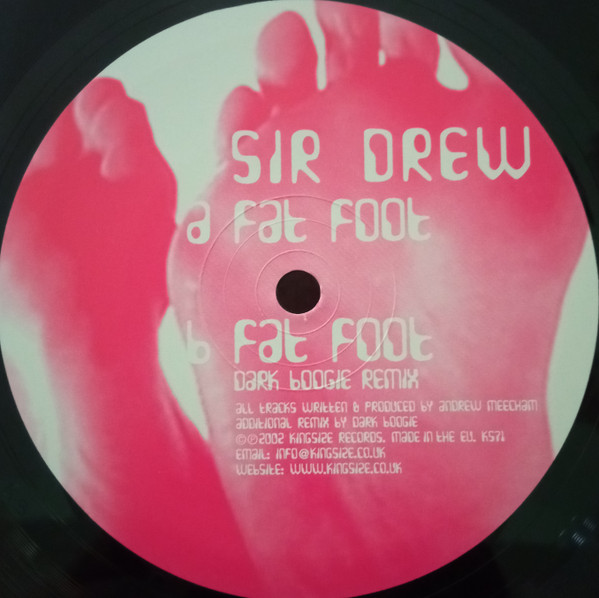 SIR DREW
a Fat Foot
b Fat Foot
DARK BOOGIE REMIX
ALL TRACKS WRITTEN & PRODUCED BY ANDREW MEECHAM
ADDITIONAL REMIX BY DARK BOOGIE
©℗2002 KINGSIZE RECORDS. MADE IN THE EU. KS71
EMAIL: INFO@KINGSIZE.CO.UK
WEBSITE: WWW.KINGSIZE.CO.UK